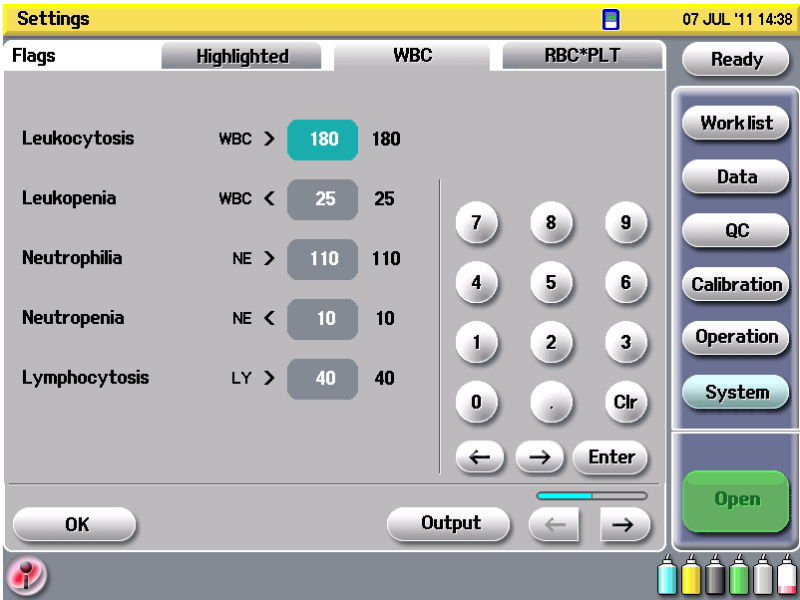 Settings
07 JUL '11 14:38
Flags
Highlighted
WBC
RBC*PLT
Ready
Leukocytosis WBC > 180 180
Leukopenia WBC < 25 25
Neutrophilia NE > 110 110
Neutropenia NE < 10 10
Lymphocytosis LY > 40 40
7 8 9
4 5 6
1 2 3
0 . Clr
← → Enter
OK
Output
← →
Work list
Data
QC
Calibration
Operation
System
Open